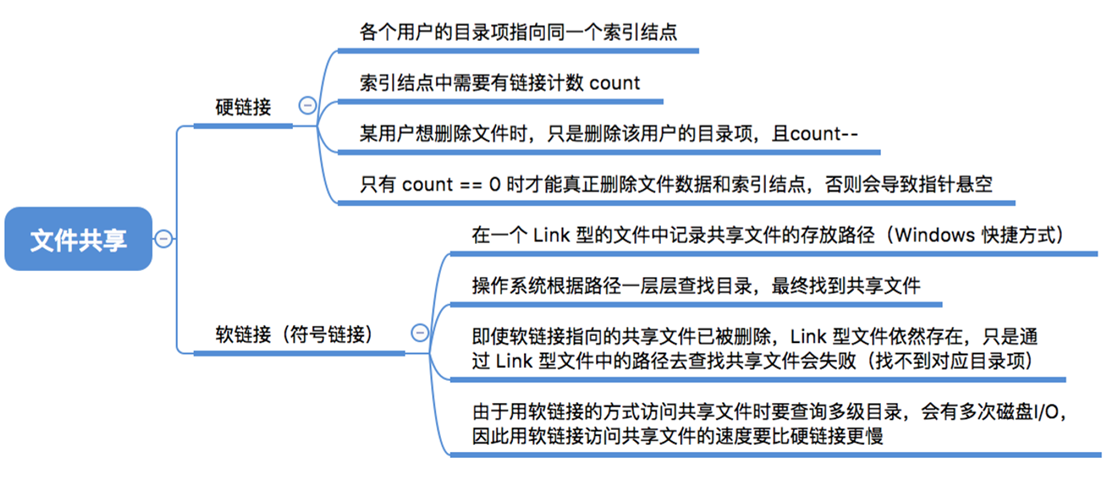 各个用户的目录项指向同一个索引结点
索引结点中需要有链接计数 count
硬链接
某用户想删除文件时，只是删除该用户的目录项，且count--
只有 count == 0 时才能真正删除文件数据和索引结点，否则会导致指针悬空
文件共享
在一个 Link 型的文件中记录共享文件的存放路径（Windows 快捷方式）
操作系统根据路径一层层查找目录，最终找到共享文件
软链接（符号链接）
即使软链接指向的共享文件已被删除，Link 型文件依然存在，只是通
过 Link 型文件中的路径去查找共享文件会失败（找不到对应目录项）
由于用软链接的方式访问共享文件时要查询多级目录，会有多次磁盘I/O，
因此用软链接访问共享文件的速度要比硬链接更慢